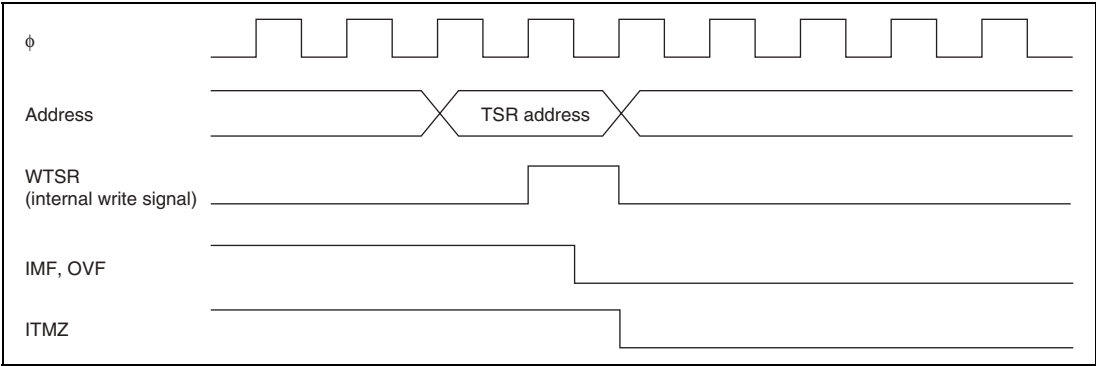 ϕ
Address
TSR address
WTSR
(internal write signal)
IMF, OVF
ITMZ